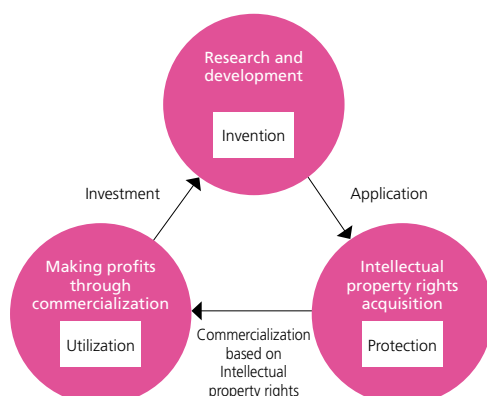 Research and
development
Invention
Investment
Application
Making profits
through
commercialization
Utilization
Intellectual
property rights
acquisition
Protection
Commercialization
based on
Intellectual
property rights